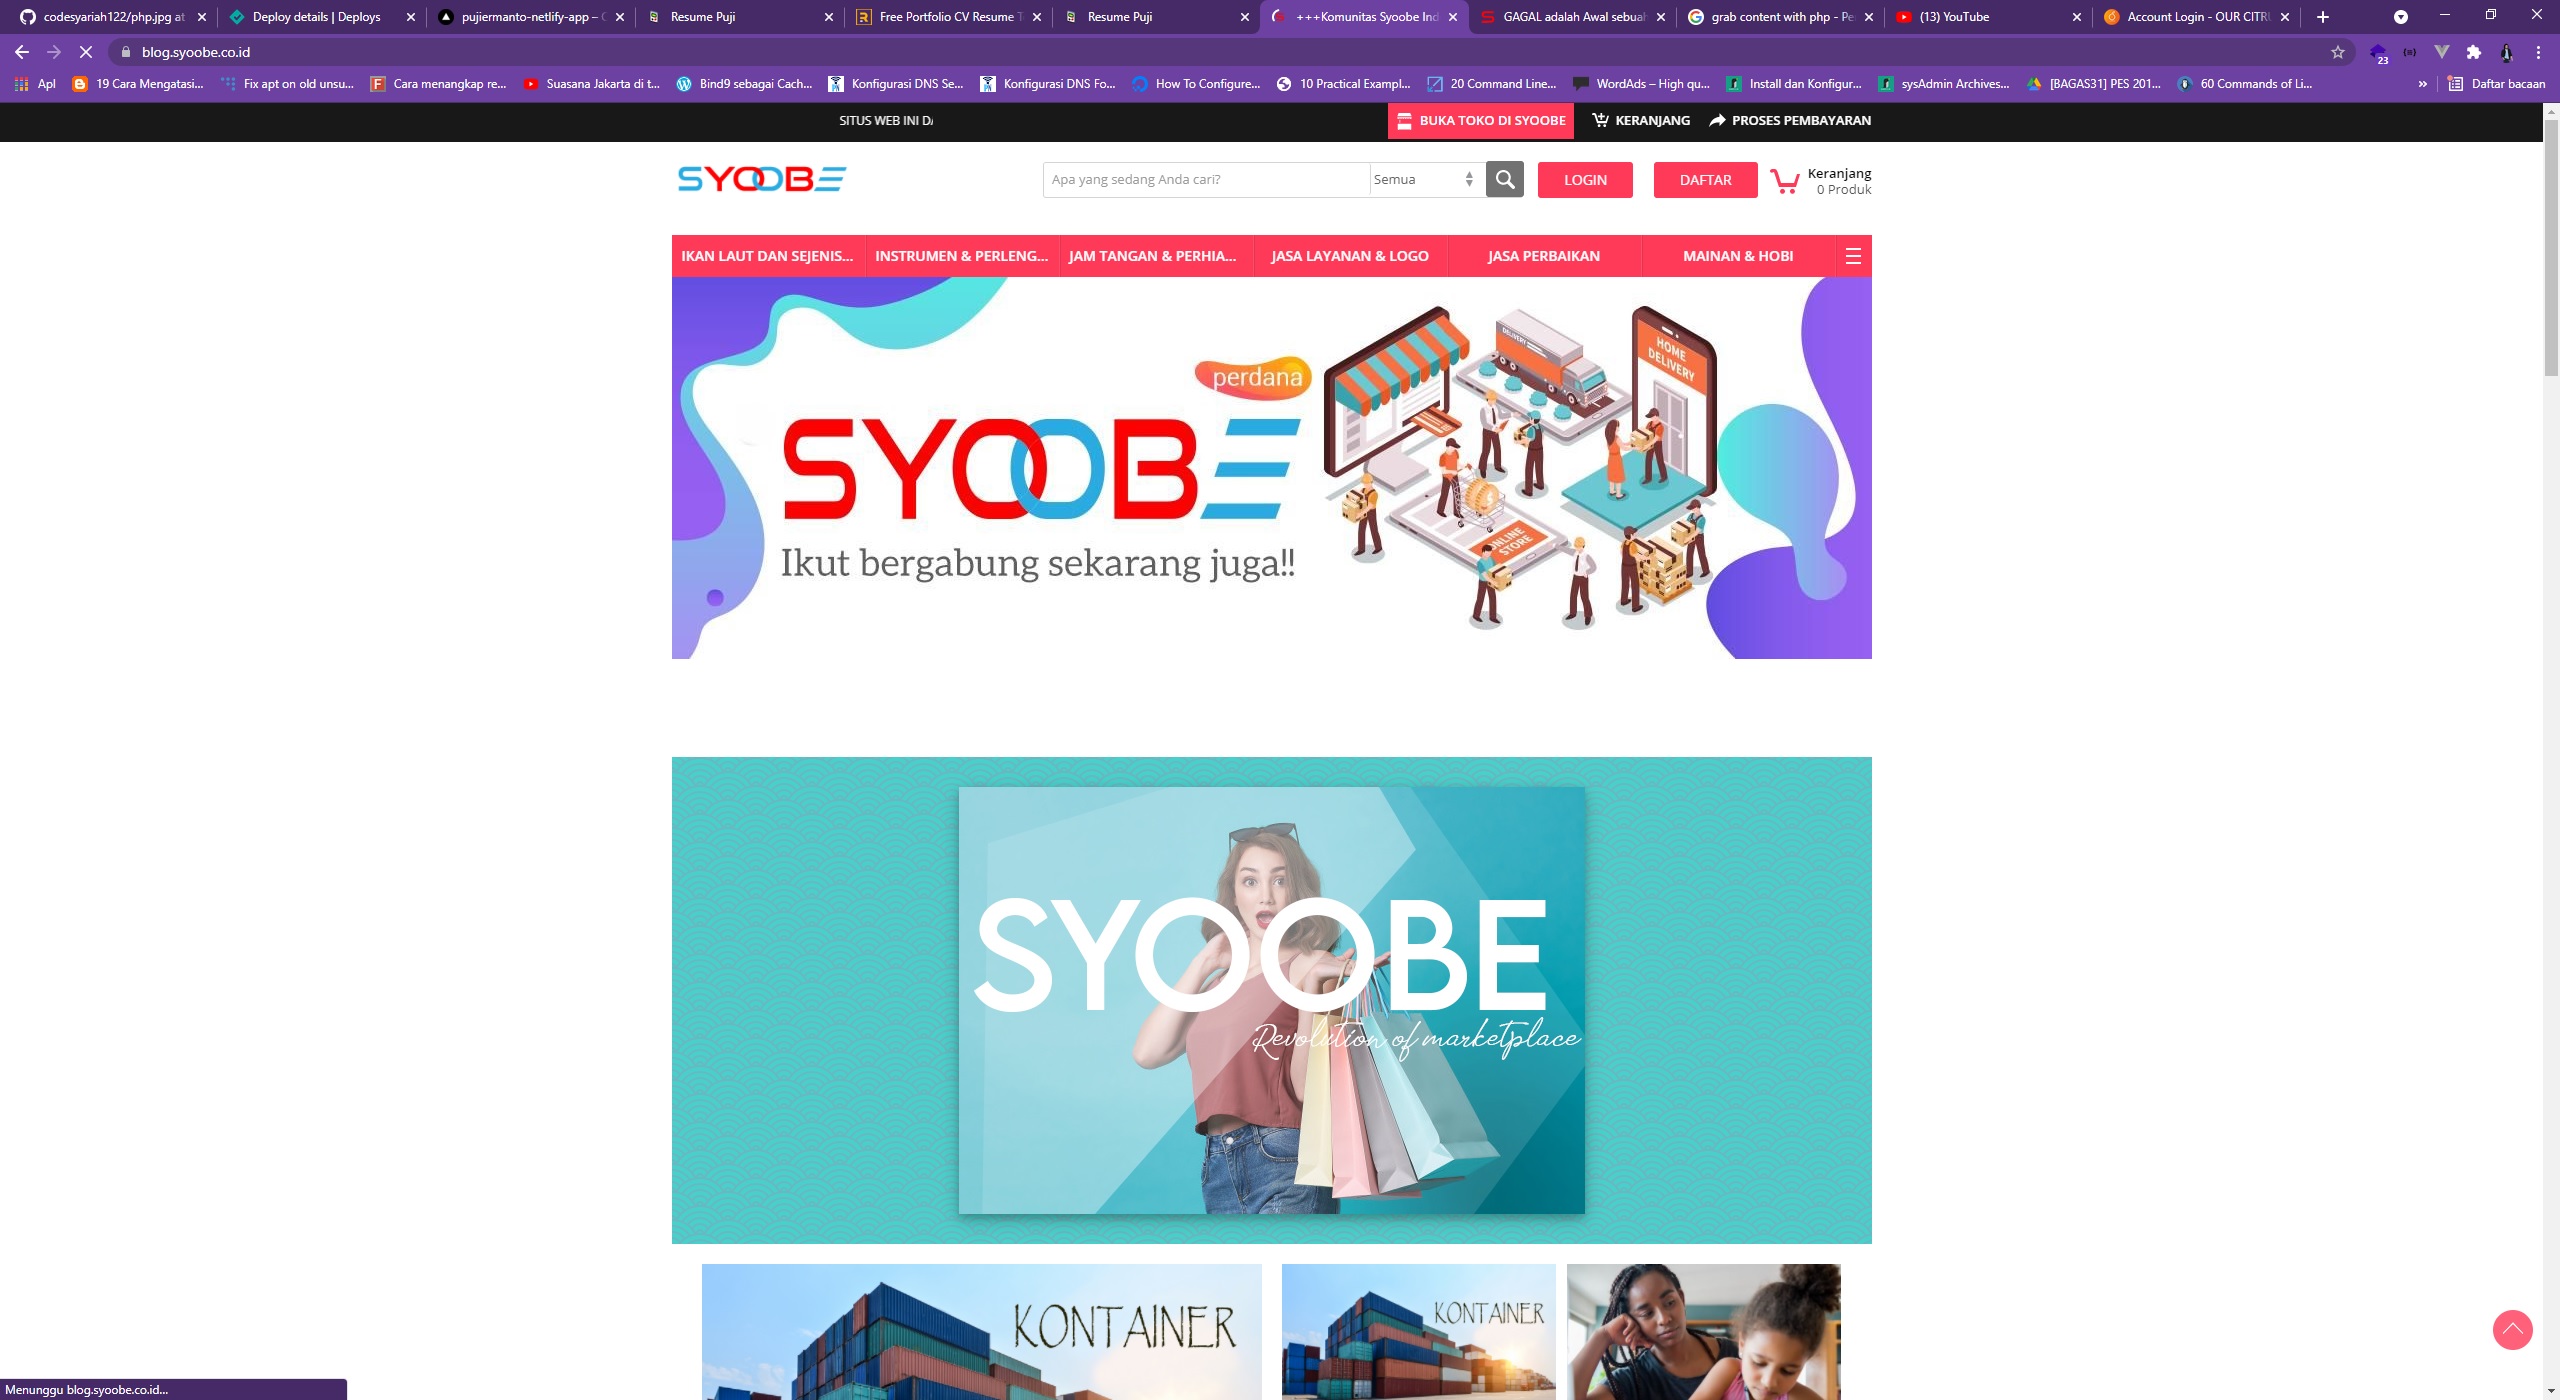 codesyariah122/php.jpg at
Deploy details | Deploys
pujiermanto-netlify-app –
Resume Puji
Free Portfolio CV Resume
Resume Puji
+++Komunitas Syoobe Ind
GAGAL adalah Awal sebuah
grab content with php - Pe
(13) YouTube
Account Login - OUR CITRU
blog.syoobe.co.id
23
Apl
19 Cara Mengatasi...
Fix apt on old unsu...
Cara menangkap re...
Suasana Jakarta di t...
Bind9 sebagai Cach...
Konfigurasi DNS Se...
Konfigurasi DNS Fo...
How To Configure...
10 Practical Exampl...
20 Command Line...
WordAds – High qu...
Install dan Konfigur...
sysAdmin Archives...
[BAGAS31] PES 201...
60 Commands of Li...
»
Daftar bacaan
SITUS WEB INI DA
BUKA TOKO DI SYOOBE
KERANJANG
PROSES PEMBAYARAN
SYOOBE
Apa yang sedang Anda cari?
Semua
LOGIN
DAFTAR
Keranjang
0 Produk
IKAN LAUT DAN SEJENIS...
INSTRUMEN & PERLENG...
JAM TANGAN & PERHIA...
JASA LAYANAN & LOGO
JASA PERBAIKAN
MAINAN & HOBI
perdana
SYOOBE
Ikut bergabung sekarang juga!!
DELIVERY
HOME
DELIVERY
ONLINE
STORE
SYOOBE
Revolution of marketplace
KONTAINER
KONTAINER
Menunggu blog.syoobe.co.id...